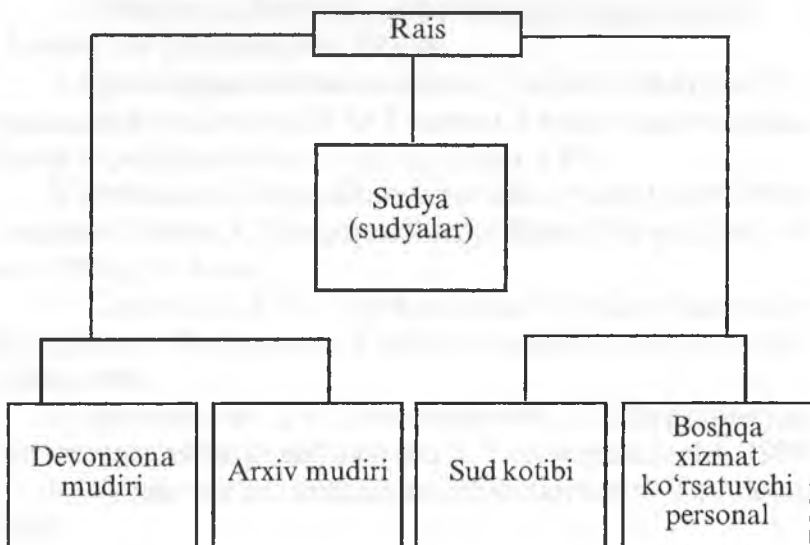 Rais
Sudya
(sudyalar)
Devonxona
mudiri
Arxiv mudiri
Sud kotibi
Boshqa
xizmat
ko‘rsatuvchi
personal